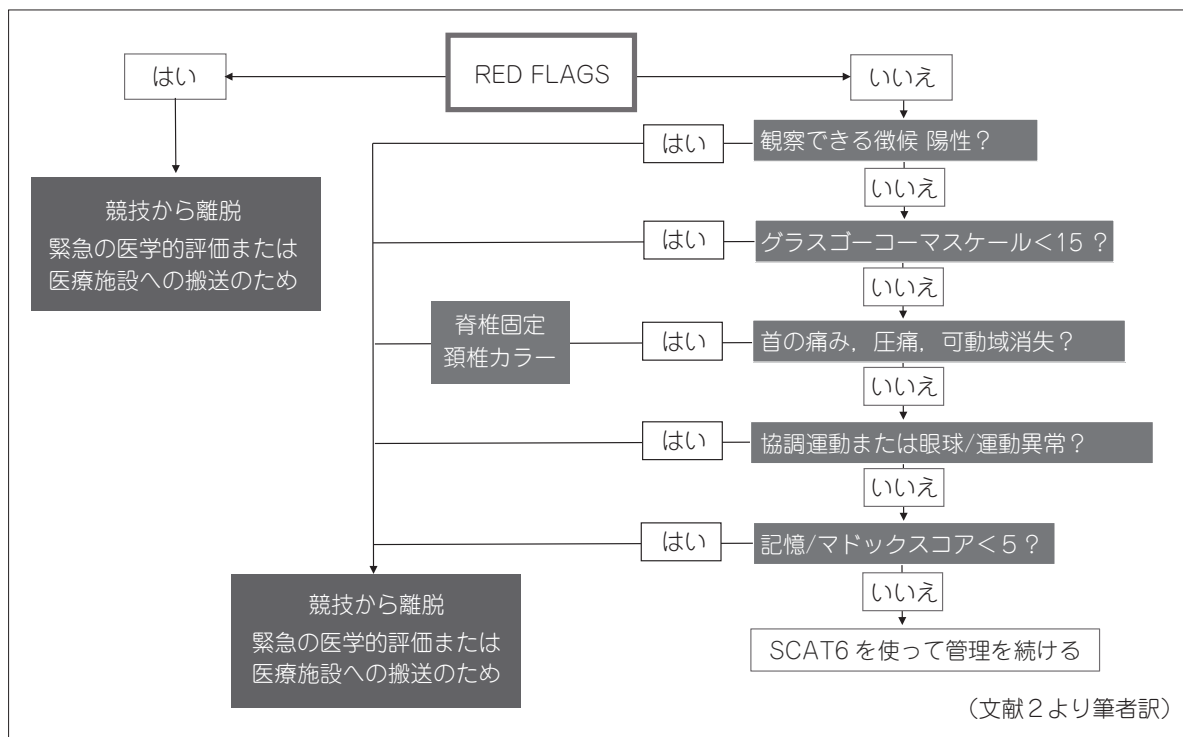 RED FLAGS
はい
いいえ
競技から離脱
緊急の医学的評価または
医療施設への搬送のため
はい
観察できる徴候 陽性？
いいえ
はい
グラスゴーコーマスケール＜15 ？
いいえ
脊椎固定
頚椎カラー
はい
首の痛み，圧痛，可動域消失？
いいえ
はい
協調運動または眼球/運動異常？
いいえ
はい
記憶/マドックスコア＜５？
いいえ
競技から離脱
緊急の医学的評価または
医療施設への搬送のため
SCAT6 を使って管理を続ける
（文献２より筆者訳）